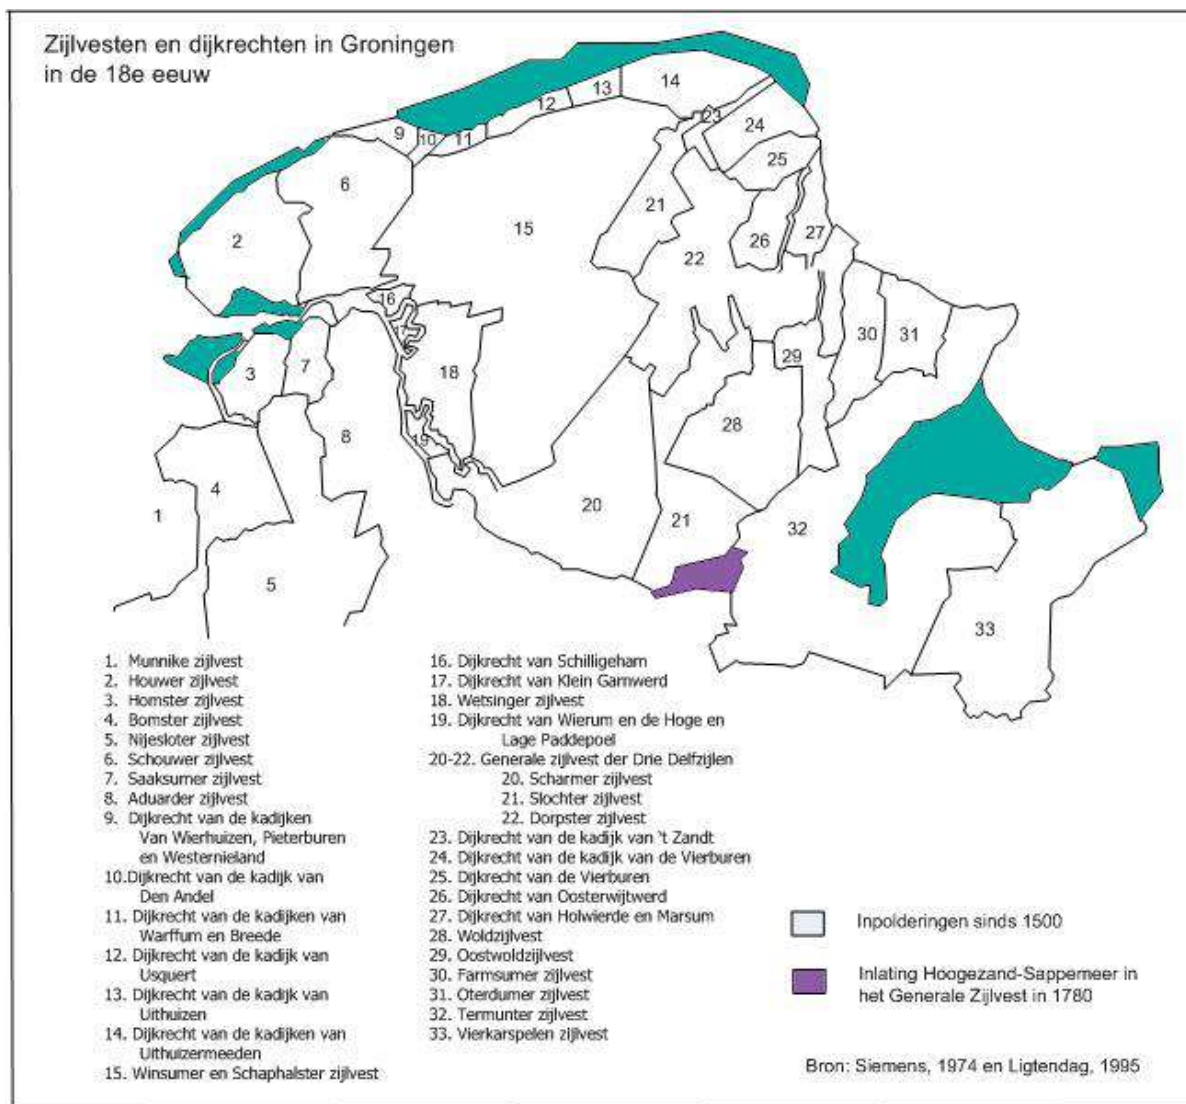 Zijlvesten en dijkrechten in Groningen
in de 18e eeuw
14
13
12
23
24
9
10
11
25
6
21
15
26
27
2
22
16
17
30
31
29
3
7
18
28
8
19
4
20
21
1
32
5
33
1. Munnike zijlvest
2. Houwer zijlvest
3. Homster zijlvest
4. Bomster zijlvest
5. Nijesloter zijlvest
6. Schouwer zijlvest
7. Saaksumer zijlvest
8. Aduarder zijlvest
9. Dijkrecht van de kadijken
Van Wierhuizen, Pieterburen
en Westernieland
10.Dijkrecht van de kadijk van
Den Andel
11. Dijkrecht van de kadijken van
Warffum en Breede
12. Dijkrecht van de kadijk van
Usquert
13. Dijkrecht van de kadijk van
Uithuizen
14. Dijkrecht van de kadijken van
Uithuizermeeden
15. Winsumer en Schaphalster zijlvest
16. Dijkrecht van Schilligeham
17. Dijkrecht van Klein Garnwerd
18. Wetsinger zijlvest
19. Dijkrecht van Wierum en de Hoge en
Lage Paddepoel
20-22. Generale zijlvest der Drie Delfzijlen
20. Scharmer zijlvest
21. Slochter zijlvest
22. Dorpster zijlvest
23. Dijkrecht van de kadijk van 't Zandt
24. Dijkrecht van de kadijk van de Vierburen
25. Dijkrecht van de Vierburen
26. Dijkrecht van Oosterwijtwerd
27. Dijkrecht van Holwierde en Marsum
28. Woldzijlvest
29. Oostwoldzijlvest
30. Farmsumer zijlvest
31. Oterdumer zijlvest
32. Termunter zijlvest
33. Vierkarspelen zijlvest
Inpolderingen sinds 1500
Inlating Hoogezand-Sappemeer in
het Generale Zijlvest in 1780
Bron: Siemens, 1974 en Ligtendag, 1995